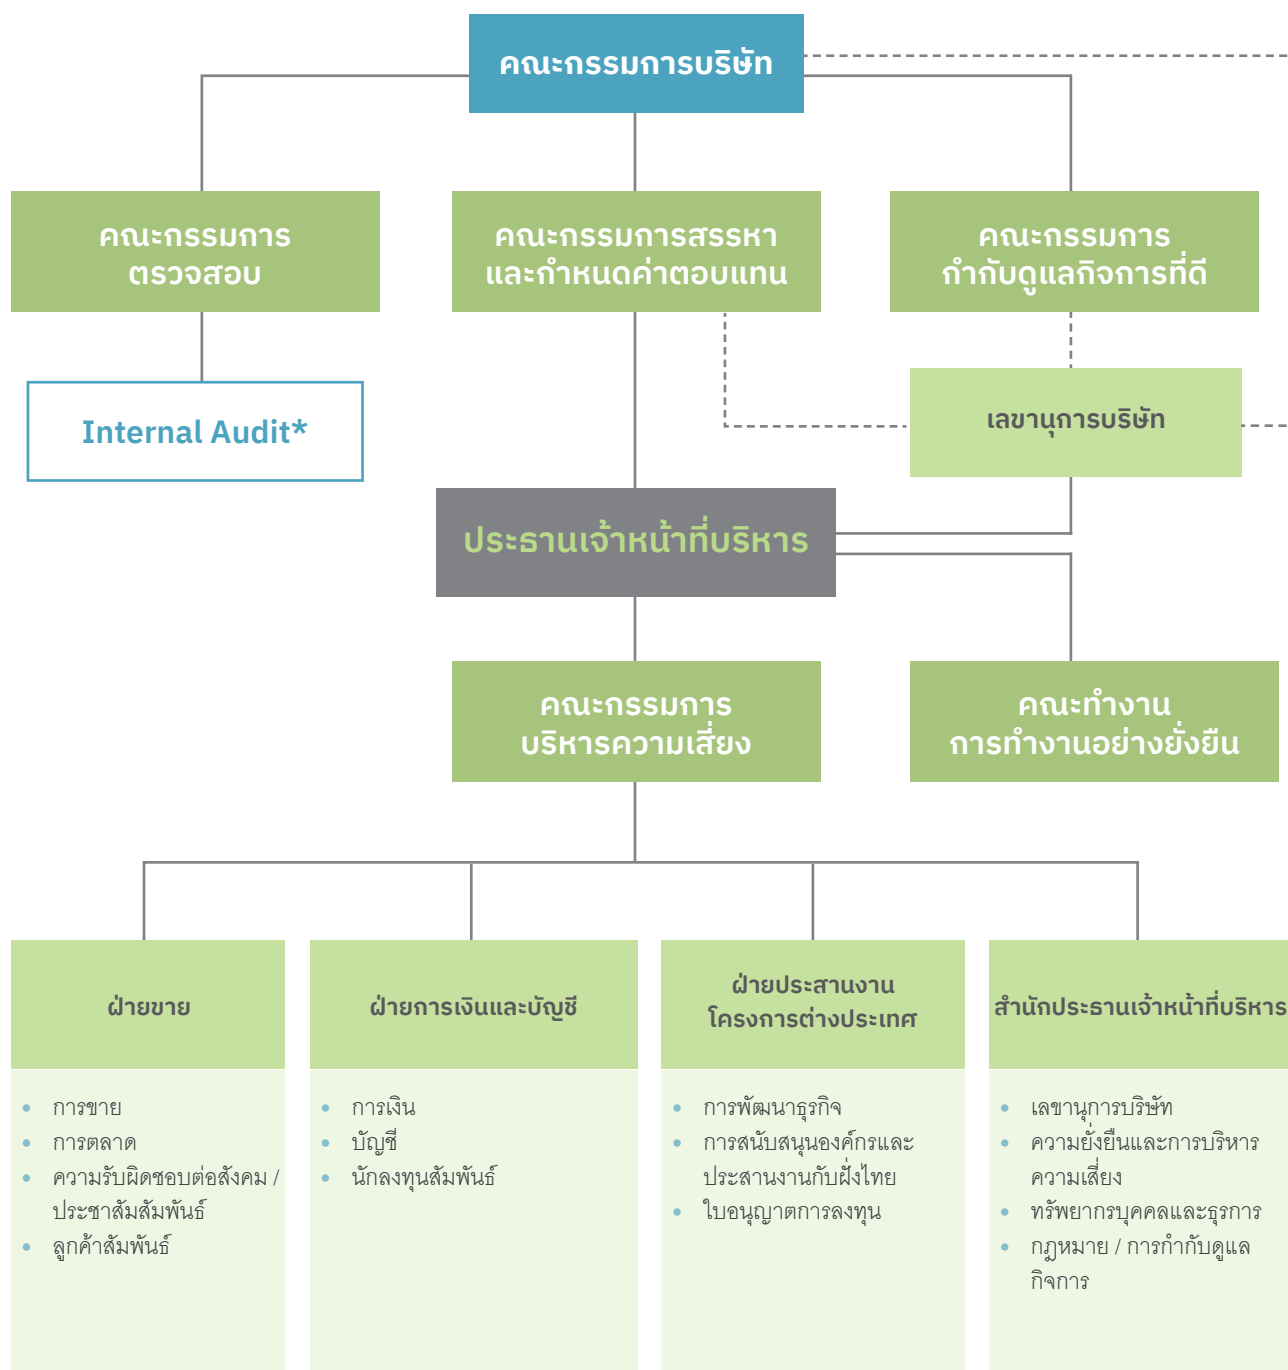 คณะกรรมการบริษัท
คณะกรรมการ
ตรวจสอบ
คณะกรรมการสรรหา
และกำหนดค่าตอบแทน
คณะกรรมการ
กำกับดูแลกิจการที่ดี
Internal Audit*
เลขานุการบริษัท
ประธานเจ้าหน้าที่บริหาร
คณะกรรมการ
บริหารความเสี่ยง
คณะทำงาน
การทำงานอย่างยั่งยืน
ฝ่ายขาย
• การขาย
• การตลาด
• ความรับผิดชอบต่อสังคม /
ประชาสัมสัมพันธ์
• ลูกค้าสัมพันธ์
ฝ่ายการเงินและบัญชี
• การเงิน
• บัญชี
• นักลงทุนสัมพันธ์
ฝ่ายประสานงาน
โครงการต่างประเทศ
• การพัฒนาธุรกิจ
• การสนับสนุนองค์กรและ
ประสานงานกับฝั่งไทย
• ใบอนุญาตการลงทุน
สำนักประธานเจ้าหน้าที่บริหาร
• เลขานุการบริษัท
• ความยั่งยืนและการบริหาร
ความเสี่ยง
• ทรัพยากรบุคคลและธุรการ
• กฎหมาย / การกำกับดูแล
กิจการ